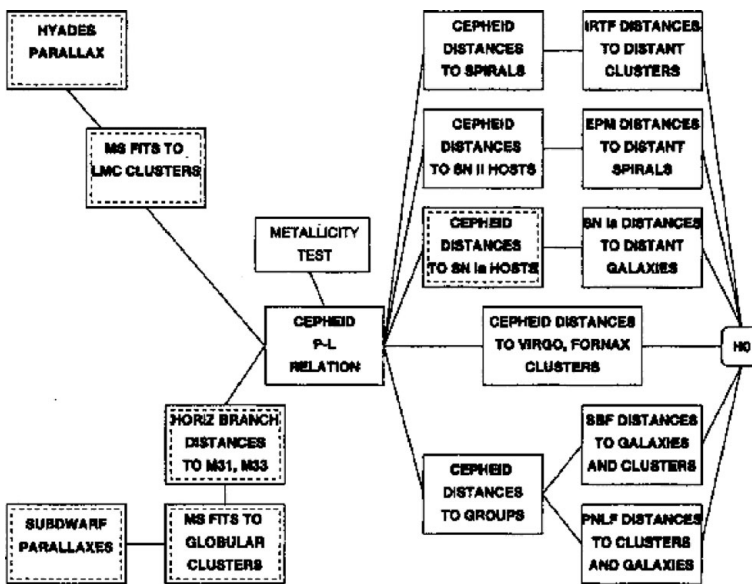 HYADES
PARALLAX
MS FITS TO
LMC CLUSTERS
METALLICITY
TEST
CEPHEID
P-L
RELATION
HORIZ BRANCH
DISTANCES
TO M31, M33
SUBDWARF
PARALLAXES
MS FITS TO
GLOBULAR
CLUSTERS
CEPHEID
DISTANCES
TO SPIRALS
IRTF DISTANCES
TO DISTANT
CLUSTERS
CEPHEID
DISTANCES
TO SN II HOSTS
EPM DISTANCES
TO DISTANT
SPIRALS
CEPHEID
DISTANCES
TO SN Ia HOSTS
SN Ia DISTANCES
TO DISTANT
GALAXIES
CEPHEID DISTANCES
TO VIRGO, FORNAX
CLUSTERS
H0
CEPHEID
DISTANCES
TO GROUPS
SBF DISTANCES
TO GALAXIES
AND CLUSTERS
PNLF DISTANCES
TO CLUSTERS
AND GALAXIES